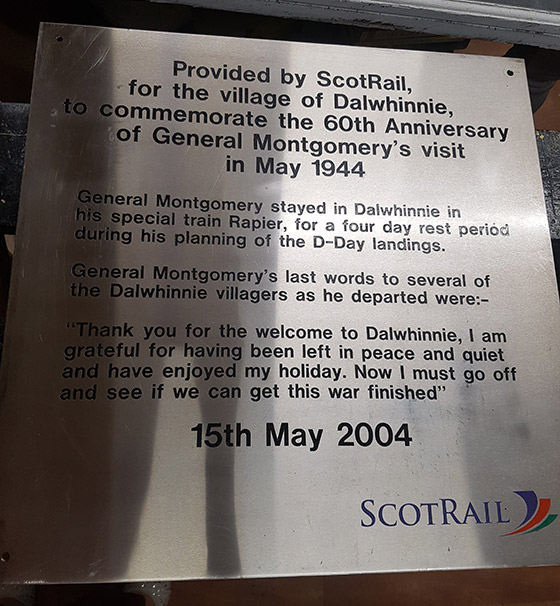 Provided by ScotRail,
for the village of Dalwhinnie,
to commemorate the 60th Anniversary
of General Montgomery's visit
in May 1944
General Montgomery stayed in Dalwhinnie in
his special train Rapier, for a four day rest period
during his planning of the D-Day landings.
General Montgomery's last words to several of
the Dalwhinnie villagers as he departed were:-
"Thank you for the welcome to Dalwhinnie, I am
grateful for having been left in peace and quiet
and have enjoyed my holiday. Now I must go off
and see if we can get this war finished"
15th May 2004
SCOTRAIL